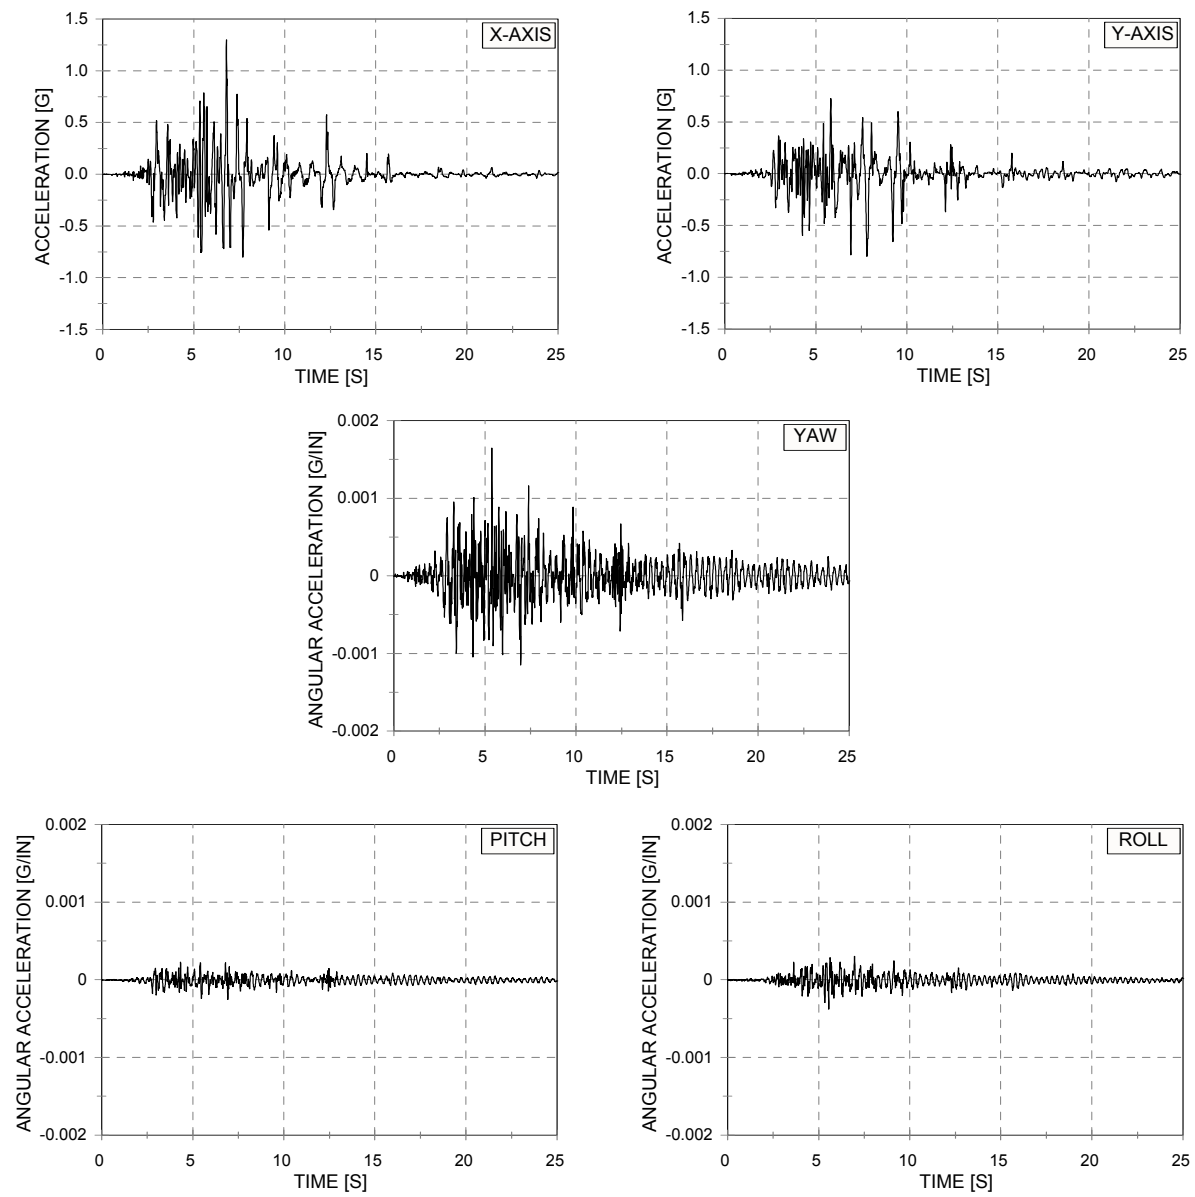 X-AXIS
ACCELERATION [G]
1.5
1.0
0.5
0.0
-0.5
-1.0
-1.5
0 5 10 15 20 25
TIME [S]
Y-AXIS
ACCELERATION [G]
1.5
1.0
0.5
0.0
-0.5
-1.0
-1.5
0 5 10 15 20 25
TIME [S]
YAW
ANGULAR ACCELERATION [G/IN]
0.002
0.001
0
-0.001
-0.002
0 5 10 15 20 25
TIME [S]
PITCH
ANGULAR ACCELERATION [G/IN]
0.002
0.001
0
-0.001
-0.002
0 5 10 15 20 25
TIME [S]
ROLL
ANGULAR ACCELERATION [G/IN]
0.002
0.001
0
-0.001
-0.002
0 5 10 15 20 25
TIME [S]